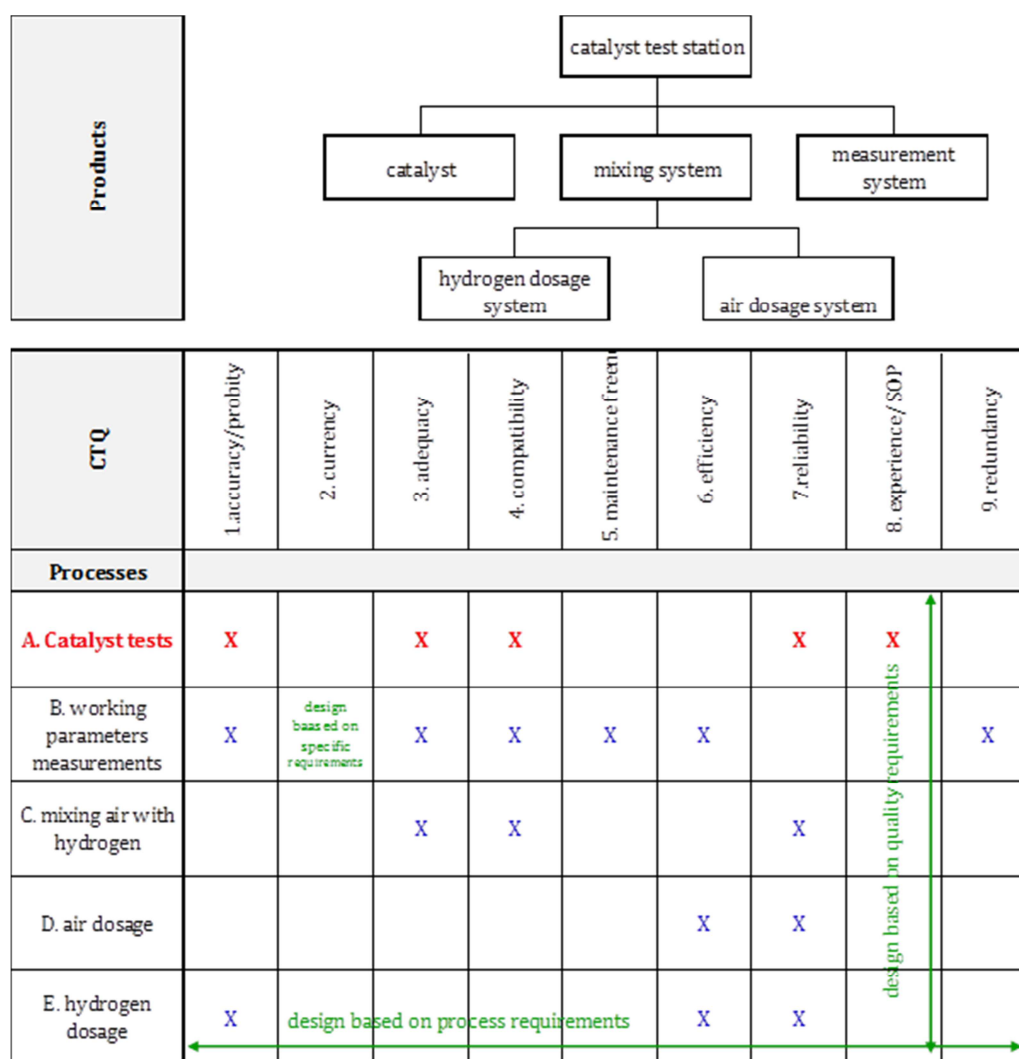 Products
catalyst test station
catalyst
mixing system
measurement
system
hydrogen dosage
system
air dosage system
CTQ
1.accuracy/probity
2. currency
3. adequacy
4. compatibility
5. maintenance freene
6. efficiency
7.reliability
8. experience/ SOP
9. redundancy
Processes
A. Catalyst tests
X
X
X
X
X
B. working
parameters
measurements
X
design
baased on
specific
requirements
X
X
X
X
X
C. mixing air with
hydrogen
X
X
X
D. air dosage
X
X
E. hydrogen
dosage
X
design based on process requirements
X
X
design based on quality requirements